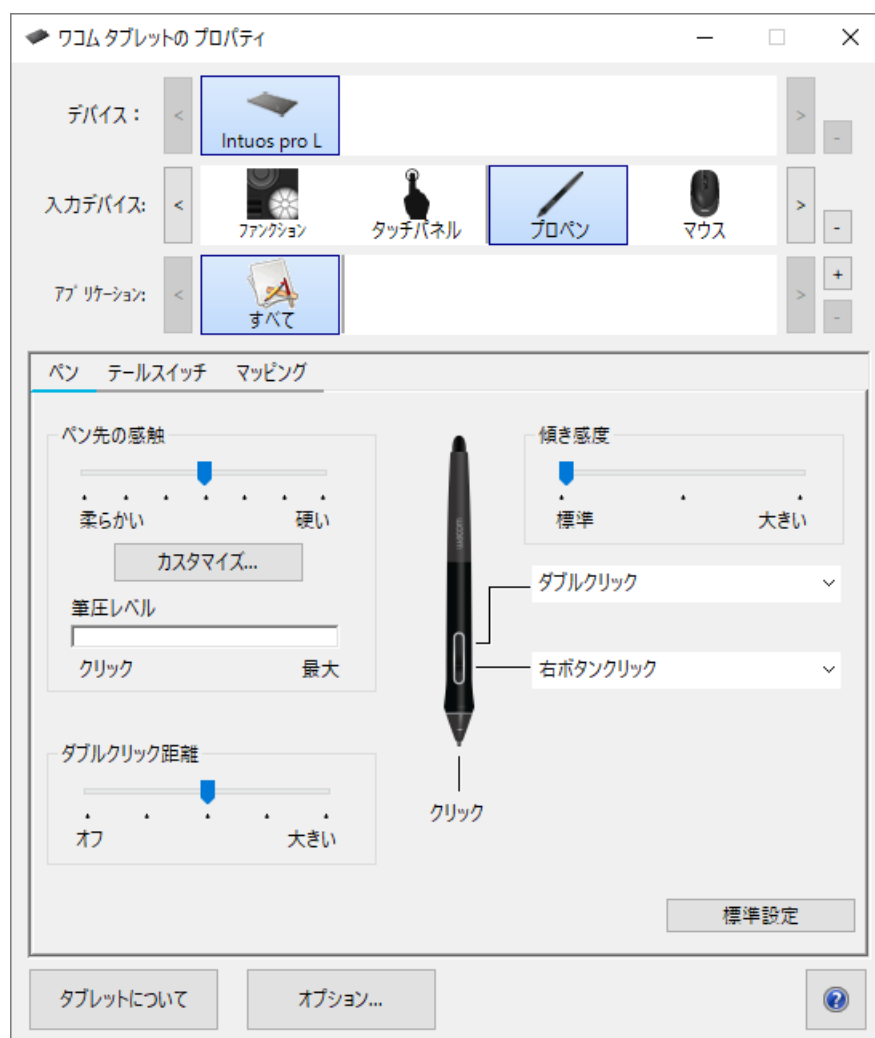 ワコム タブレットの プロパティ
デバイス：
<
Intuos pro L
>
-
入力デバイス:
<
ファンクション
タッチパネル
プロペン
マウス
>
-
アプリケーション:
<
すべて
>
+
-
ペン
テールスイッチ
マッピング
ペン先の感触
柔らかい
硬い
カスタマイズ...
筆圧レベル
クリック
最大
ダブルクリック距離
オフ
大きい
wacom
クリック
傾き感度
標準
大きい
ダブルクリック
右ボタンクリック
標準設定
タブレットについて
オプション...
?